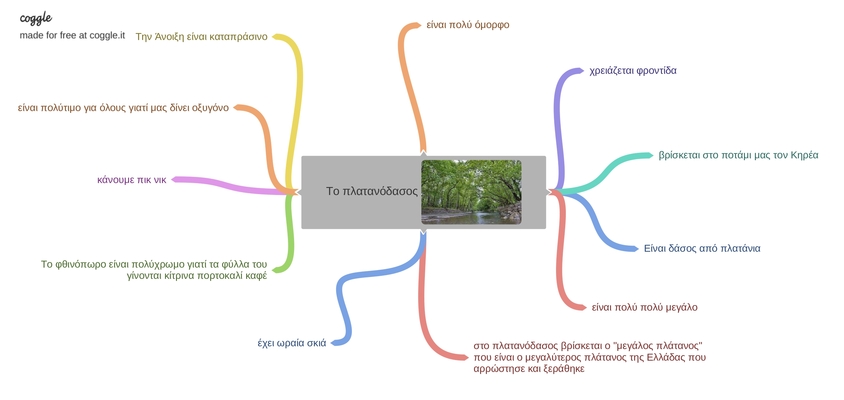 coggle
made for free at coggle.it
Την Άνοιξη είναι καταπράσινο
είναι πολύ όμορφο
χρειάζεται φροντίδα
είναι πολύτιμο για όλους γιατί μας δίνει οξυγόνο
βρίσκεται στο ποτάμι μας τον Κηρέα
κάνουμε πικ νικ
Το πλατανόδασος
Είναι δάσος από πλατάνια
Το φθινόπωρο είναι πολύχρωμο γιατί τα φύλλα του
γίνονται κίτρινα πορτοκαλί καφέ
είναι πολύ πολύ μεγάλο
έχει ωραία σκιά
στο πλατανόδασος βρίσκεται ο "μεγάλος πλάτανος"
που είναι ο μεγαλύτερος πλάτανος της Ελλάδας που
αρρώστησε και ξεράθηκε